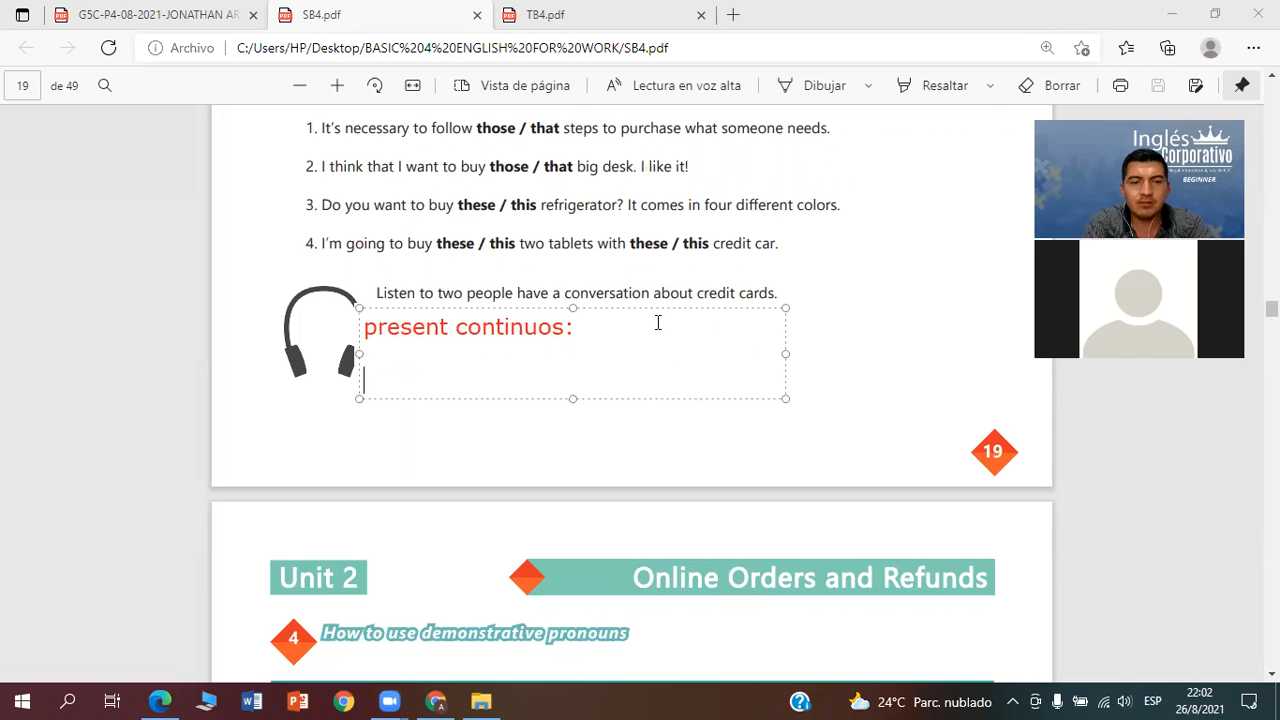 G5C-P4-08-2021-JONATHAN AR
SB4.pdf
TB4.pdf
Archivo
C:/Users/HP/Desktop/BASIC%204%20ENGLISH%20FOR%20WORK/SB4.pdf
19
de 49
Vista de página
Lectura en voz alta
Dibujar
Resaltar
Borrar
1. It's necessary to follow those / that steps to purchase what someone needs.
2. I think that I want to buy those / that big desk. I like it!
3. Do you want to buy these / this refrigerator? It comes in four different colors.
4. I'm going to buy these / this two tablets with these / this credit car.
Listen to two people have a conversation about credit cards.
present continuos:
19
Unit 2
Online Orders and Refunds
4
How to use demonstrative pronouns
Inglés
Corporativo
BEGINNER
24°C Parc. nublado
ESP
22:02
26/8/2021